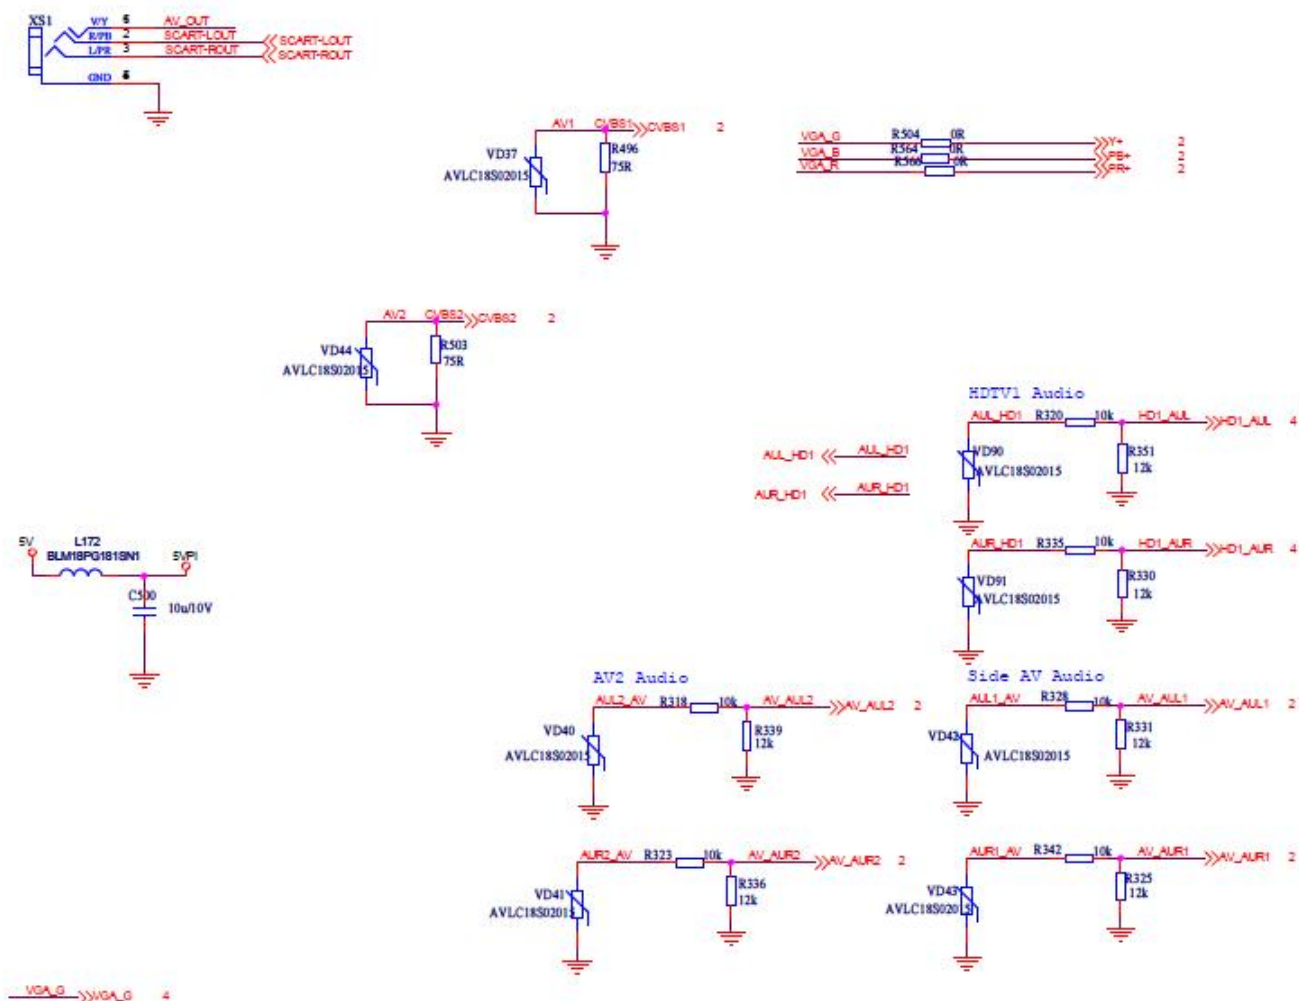 XS1
V/Y 5 AV_OUT
R/PB 2 SCART-LOUT SCART-LOUT
L/PR 3 SCART-ROUT SCART-ROUT
GND
AV1 CVBS1 CVBS1 2
VD37
AVLC18S02015
R496
75R
VGA_G R504 0R Y+ 2
VGA_B R564 0R PB+ 2
VGA_R 0R PR+ 2
AV2 CVBS2 CVBS2 2
VD44
AVLC18S02015
R503
75R
HDTV1 Audio
AUL_HD1 R320 10k HD1_AUL HD1_AUL 4
AUL_HD1 AUL_HD1
VD90
AVLC18S02015
R351
12k
AUR_HD1 AUR_HD1
AUR_HD1 R335 10k HD1_AUR HD1_AUR 4
VD91
AVLC18S02015
R330
12k
5V L172 5VPI
BLM18PG181SN1
C500
10u/10V
AV2 Audio
AUL2_AV R318 10k AV_AUL2 AV_AUL2 2
VD40
AVLC18S02015
R339
12k
Side AV Audio
AUL1_AV R328 10k AV_AUL1 AV_AUL1 2
VD42
AVLC18S02015
R331
12k
AUR2_AV R323 10k AV_AUR2 AV_AUR2 2
VD41
AVLC18S02015
R336
12k
AUR1_AV R342 10k AV_AUR1 AV_AUR1 2
VD43
AVLC18S02015
R325
12k
VGA_G VGA_G 4